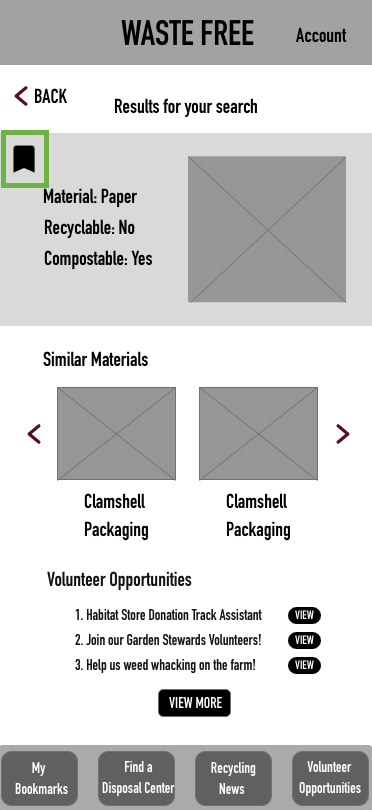 WASTE FREE
Account
BACK
Results for your search
Material: Paper
Recyclable: No
Compostable: Yes
Similar Materials
Clamshell
Packaging
Clamshell
Packaging
Volunteer Opportunities
1. Habitat Store Donation Track Assistant VIEW
2. Join our Garden Stewards Volunteers! VIEW
3. Help us weed whacking on the farm! VIEW
VIEW MORE
My
Bookmarks
Find a
Disposal Center
Recycling
News
Volunteer
Opportunities